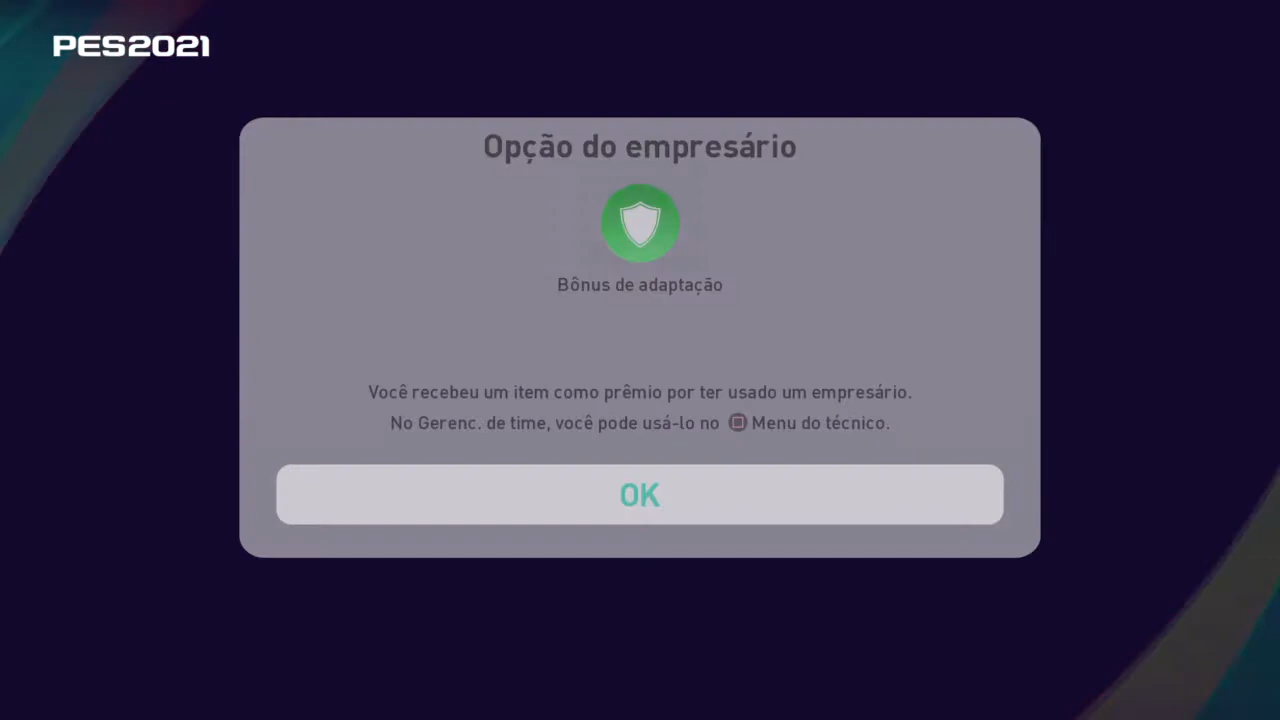 PES2021
Opção do empresário
Bônus de adaptação
Você recebeu um item como prêmio por ter usado um empresário.
No Gerenc. de time, você pode usá-lo no Menu do técnico.
OK